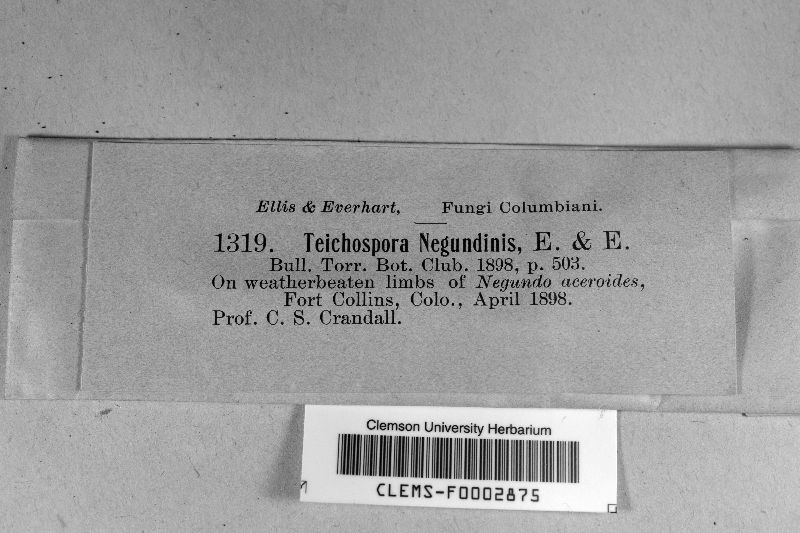 Ellis & Everhart, Fungi Columbiani.
1319. Teichospora Negundinis, E. & E.
Bull. Torr. Bot. Club. 1898, p. 503.
On weatherbeaten limbs of Negundo aceroides,
Fort Collins, Colo., April 1898.
Prof. C. S. Crandall.
Clemson University Herbarium
CLEMS-F0002875